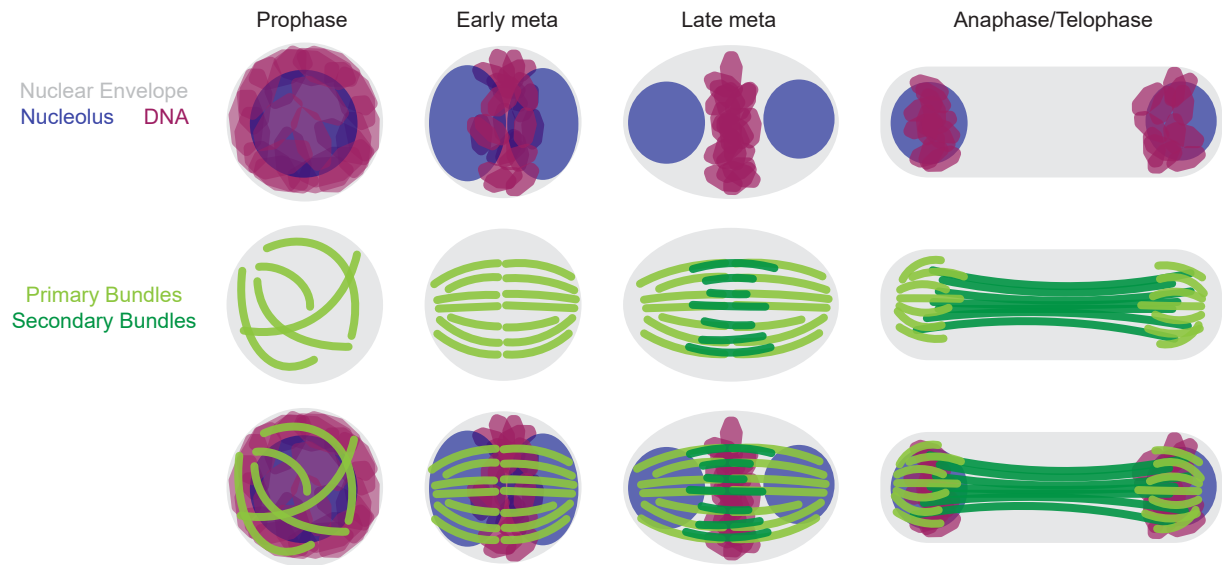 Prophase
Early meta
Late meta
Anaphase/Telophase
Nuclear Envelope
Nucleolus DNA
Primary Bundles
Secondary Bundles